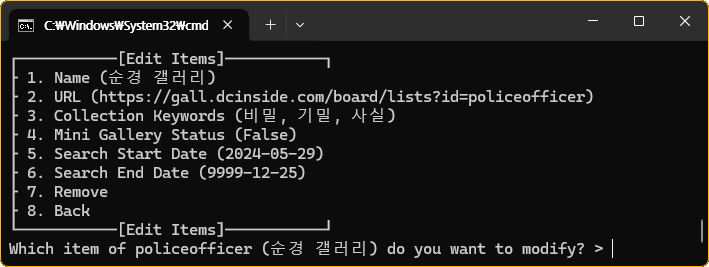 C:₩Windows₩System32₩cmd
┌───────────[Edit Items]───────────┐
├ 1. Name (순경 갤러리)
├ 2. URL (https://gall.dcinside.com/board/lists?id=policeofficer)
├ 3. Collection Keywords (비밀, 기밀, 사실)
├ 4. Mini Gallery Status (False)
├ 5. Search Start Date (2024-05-29)
├ 6. Search End Date (9999-12-25)
├ 7. Remove
├ 8. Back
└───────────[Edit Items]───────────┘
Which item of policeofficer (순경 갤러리) do you want to modify? >